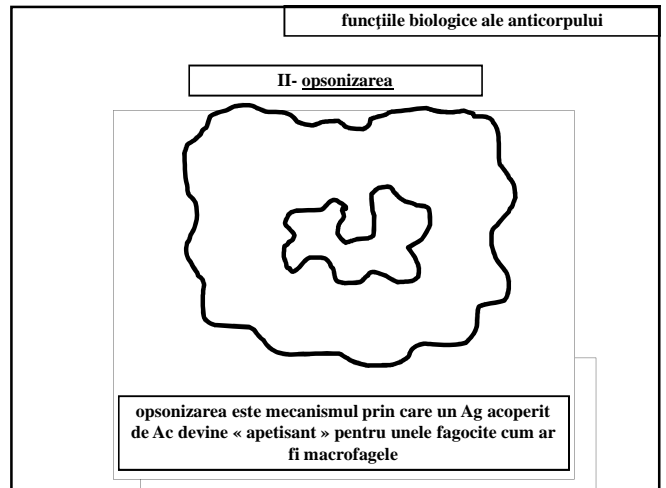 funcţiile biologice ale anticorpului
II- opsonizarea
opsonizarea este mecanismul prin care un Ag acoperit
de Ac devine « apetisant » pentru unele fagocite cum ar
fi macrofagele